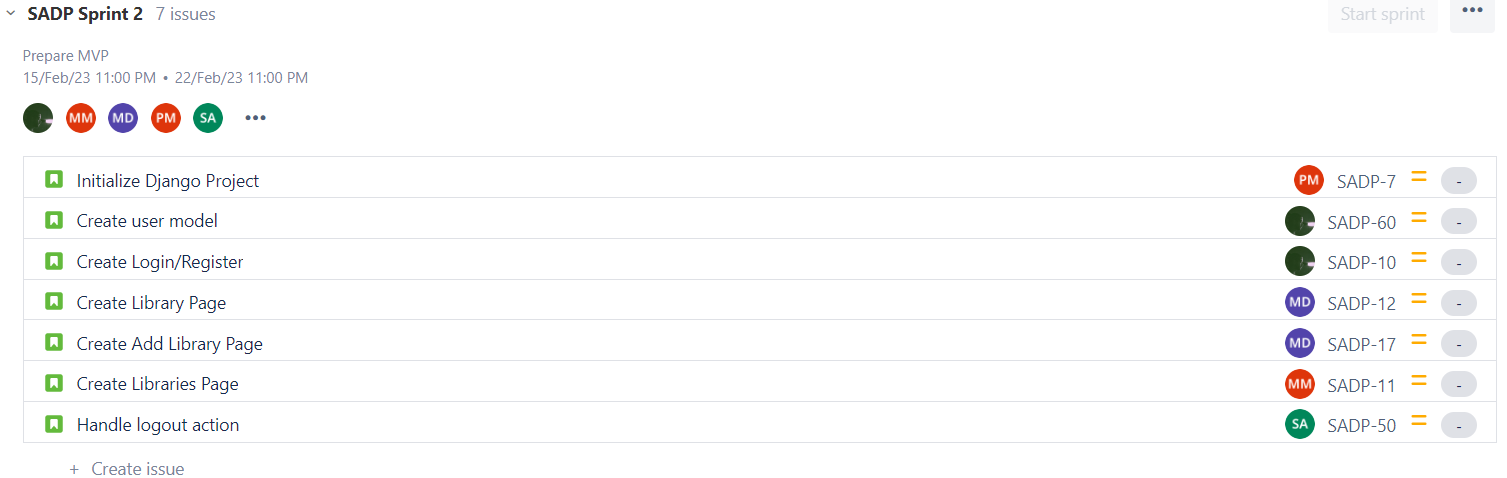 SADP Sprint 2 7 issues Start sprint •••
Prepare MVP
15/Feb/23 11:00 PM • 22/Feb/23 11:00 PM
MM MD PM SA •••
Initialize Django Project PM SADP-7 -
Create user model SADP-60 -
Create Login/Register SADP-10 -
Create Library Page MD SADP-12 -
Create Add Library Page MD SADP-17 -
Create Libraries Page MM SADP-11 -
Handle logout action SA SADP-50 -
+ Create issue